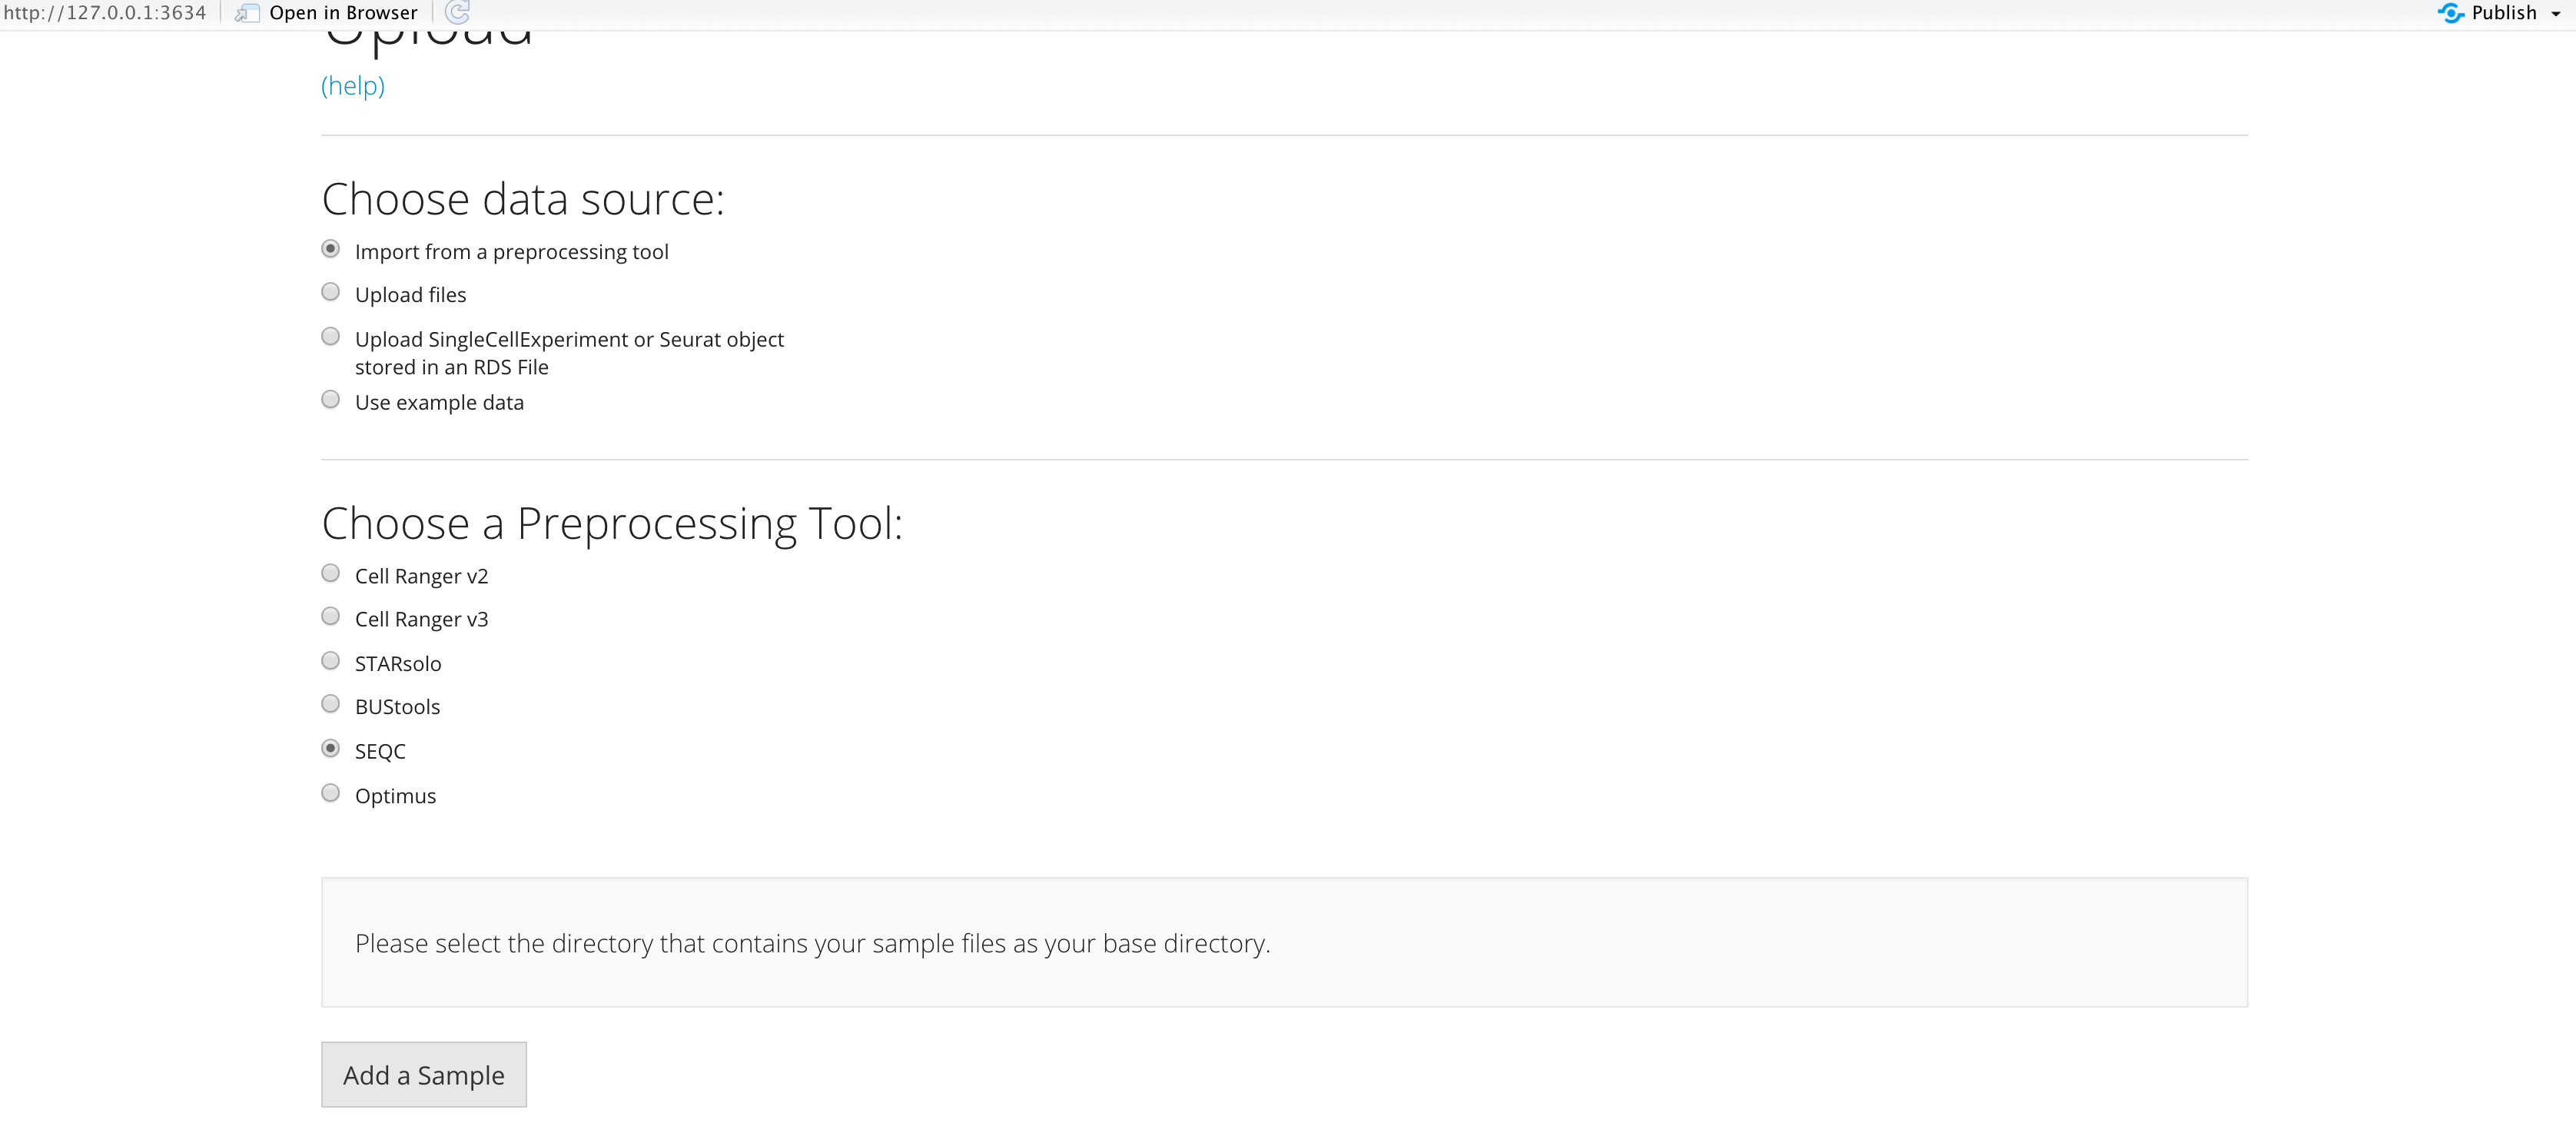 http://127.0.0.1:3634 Open in Browser Publish
Upload
(help)
Choose data source:
Import from a preprocessing tool
Upload files
Upload SingleCellExperiment or Seurat object
stored in an RDS File
Use example data
Choose a Preprocessing Tool:
Cell Ranger v2
Cell Ranger v3
STARsolo
BUStools
SEQC
Optimus
Please select the directory that contains your sample files as your base directory.
Add a Sample